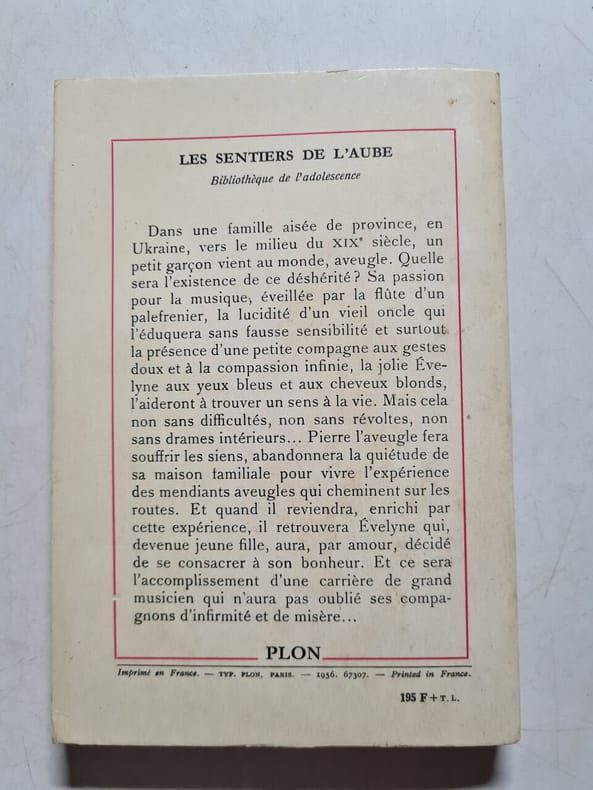 LES SENTIERS DE L'AUBE
Bibliothèque de l'adolescence
Dans une famille aisée de province, en
Ukraine, vers le milieu du XIXe siècle, un
petit garçon vient au monde, aveugle. Quelle
sera l'existence de ce déshérité? Sa passion
pour la musique, éveillée par la flûte d'un
palefrenier, la lucidité d'un vieil oncle qui
l'éduquera sans fausse sensibilité et surtout
la présence d'une petite compagne aux gestes
doux et à la compassion infinie, la jolie Éve-
lyne aux yeux bleus et aux cheveux blonds,
l'aideront à trouver un sens à la vie. Mais cela
non sans difficultés, non sans révoltes, non
sans drames intérieurs... Pierre l'aveugle fera
souffrir les siens, abandonnera la quiétude de
sa maison familiale pour vivre l'expérience
des mendiants aveugles qui cheminent sur les
routes. Et quand il reviendra, enrichi par
cette expérience, il retrouvera Évelyne qui,
devenue jeune fille, aura, par amour, décidé
de se consacrer à son bonheur. Et ce sera
l'accomplissement d'une carrière de grand
musicien qui n'aura pas oublié ses compa-
gnons d'infirmité et de misère...
PLON
Imprimé en France. — TYP. PLON, PARIS. — 1956. 67307. — Printed in France.
195 F + T. L.